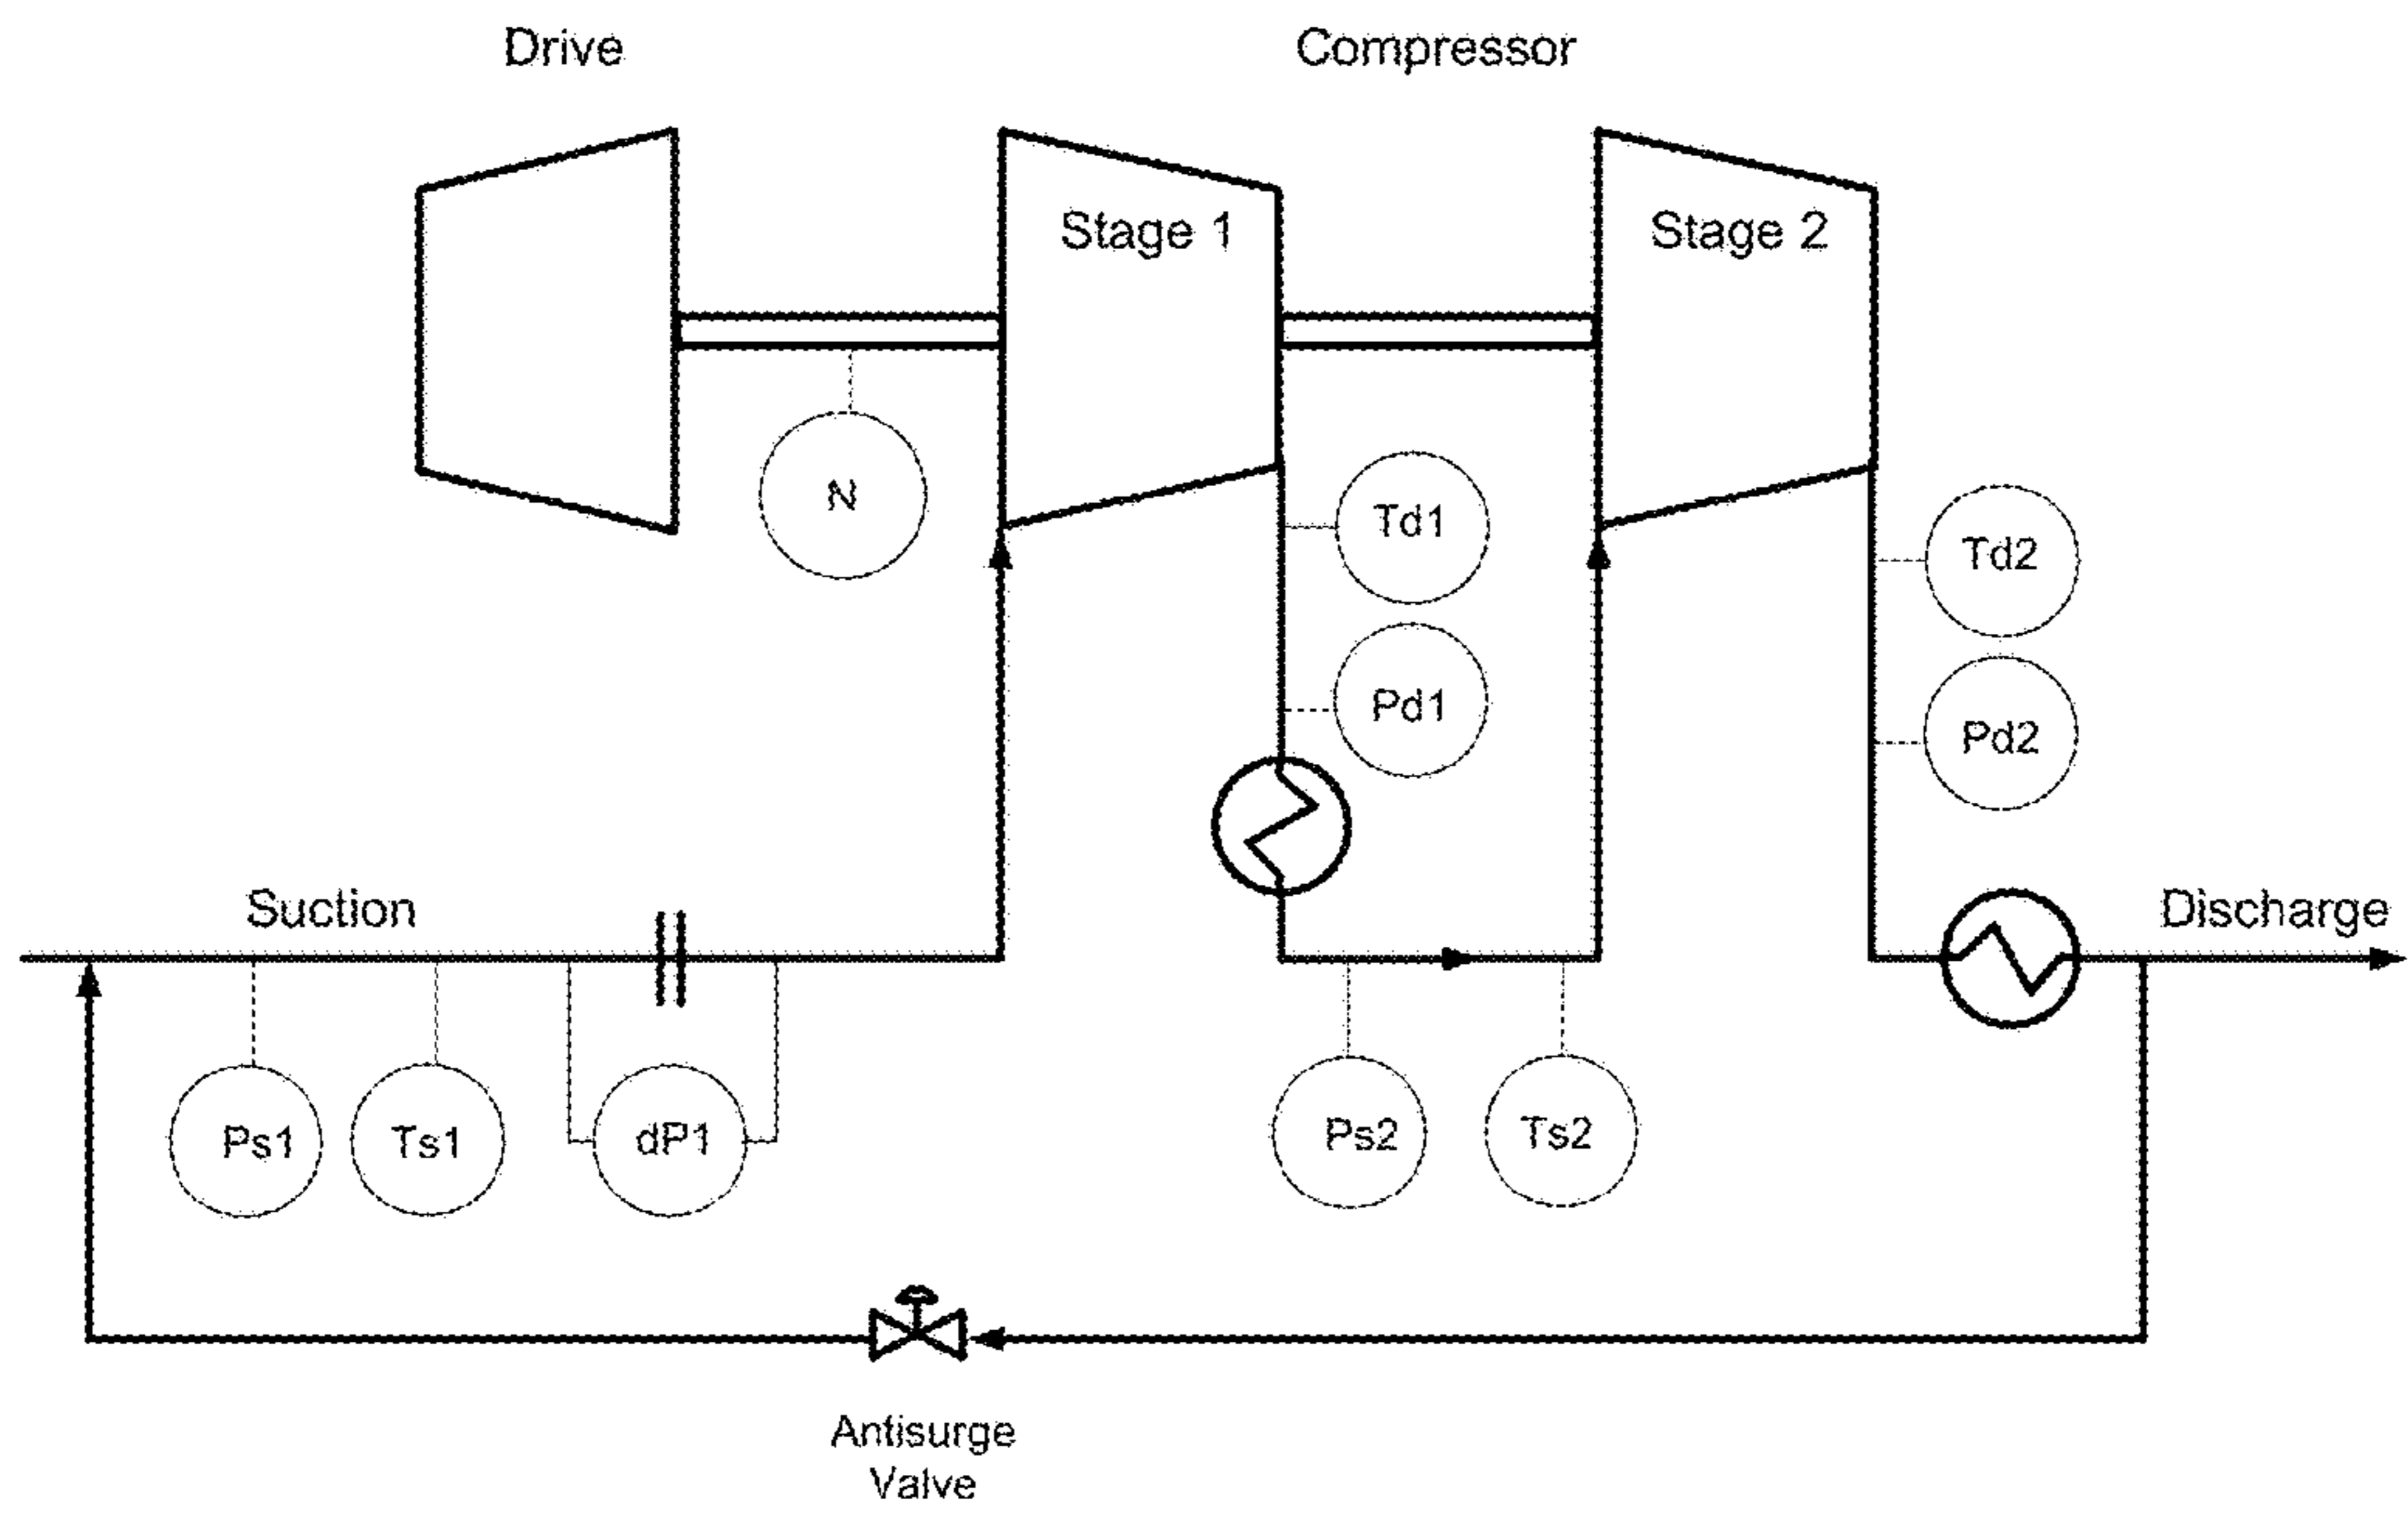 Drive
Compressor
Stage 1
Stage 2
N
Td1
Td2
Pd1
Pd2
Suction
Discharge
Ps1
Ts1
dP1
Ps2
Ts2
Antisurge
Valve